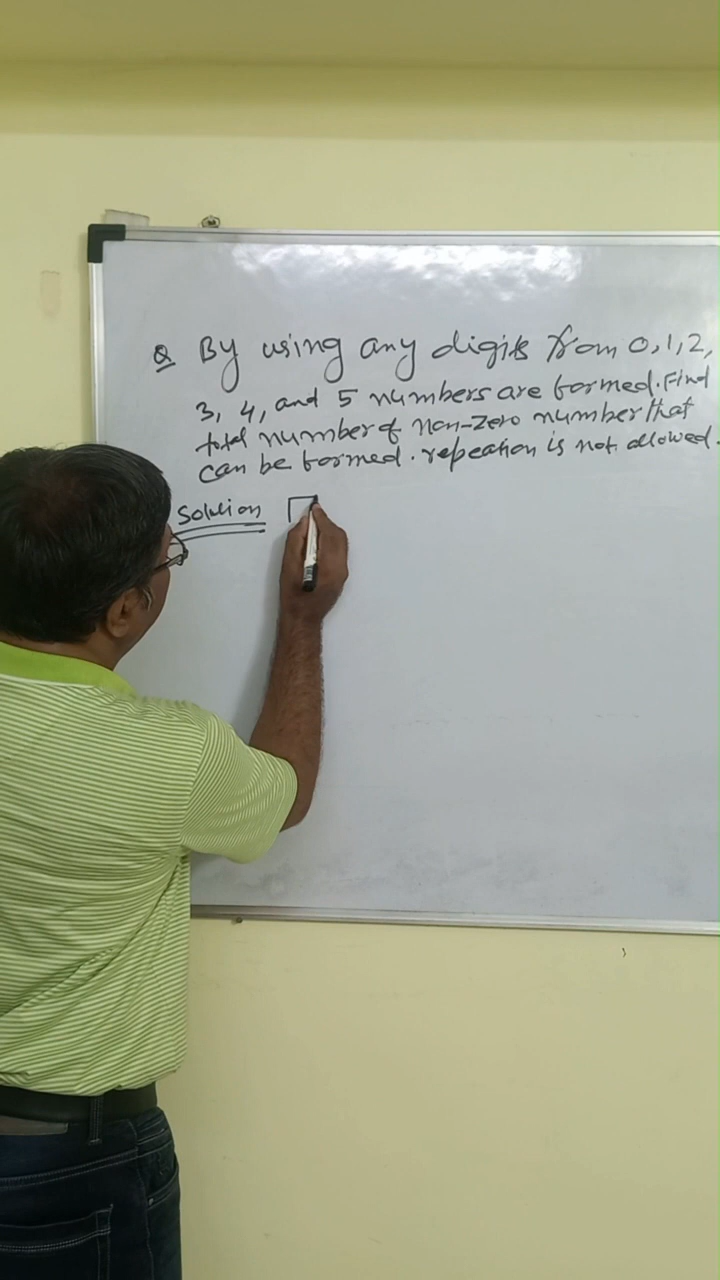 Q By using any digits from 0,1,2,
3, 4, and 5 numbers are formed. Find
total number of non-zero number that
can be formed. repeation is not allowed.
Solution